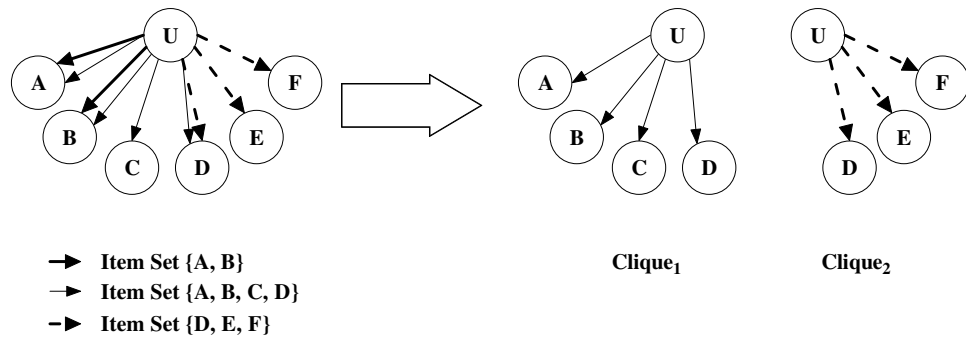 U U U
A F A F
B E B E
C D C D D
Item Set {A, B} Clique1 Clique2
Item Set {A, B, C, D}
Item Set {D, E, F}